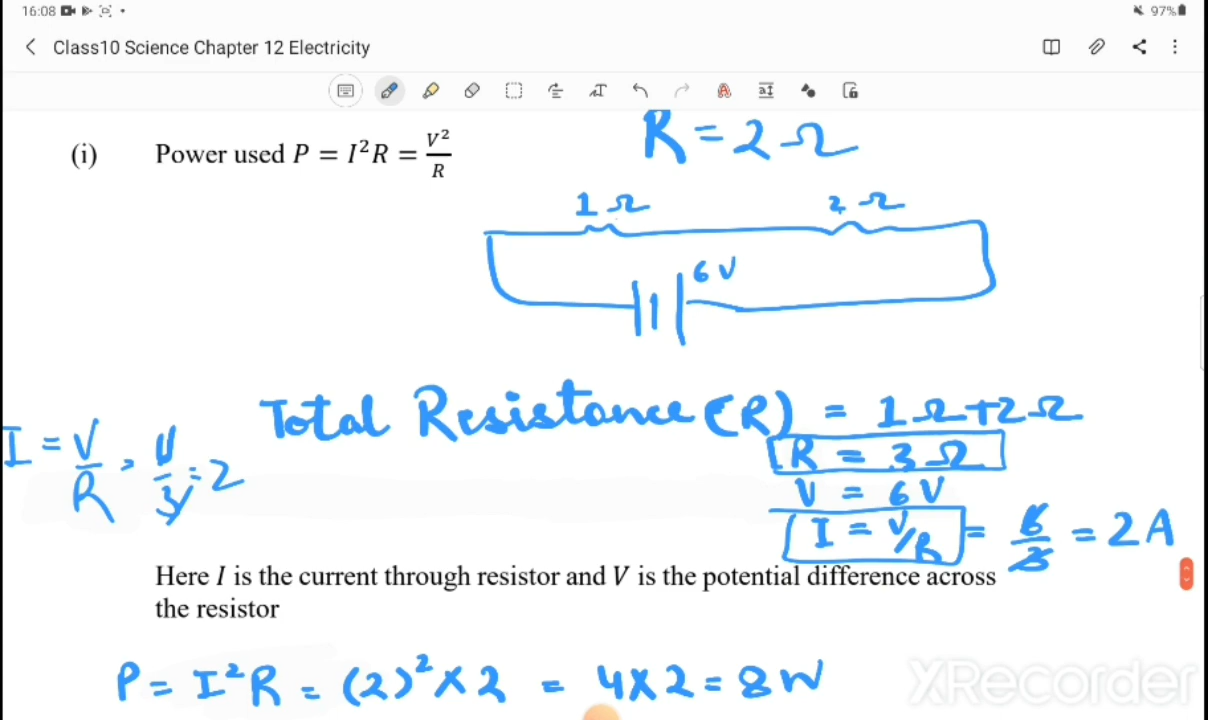 16:08 97%
Class10 Science Chapter 12 Electricity
R = 2 Ω
(i) Power used P = I²R = V²/R
1 Ω 2 Ω
6 V
Total Resistance (R) = 1 Ω + 2 Ω
R = 3 Ω
I = V/R
V = 6 V
I = V/R = 6/3 = 2 A
Here I is the current through resistor and V is the potential difference across
the resistor
P = I²R = (2)² × 2 = 4 × 2 = 8 W
XRecorder